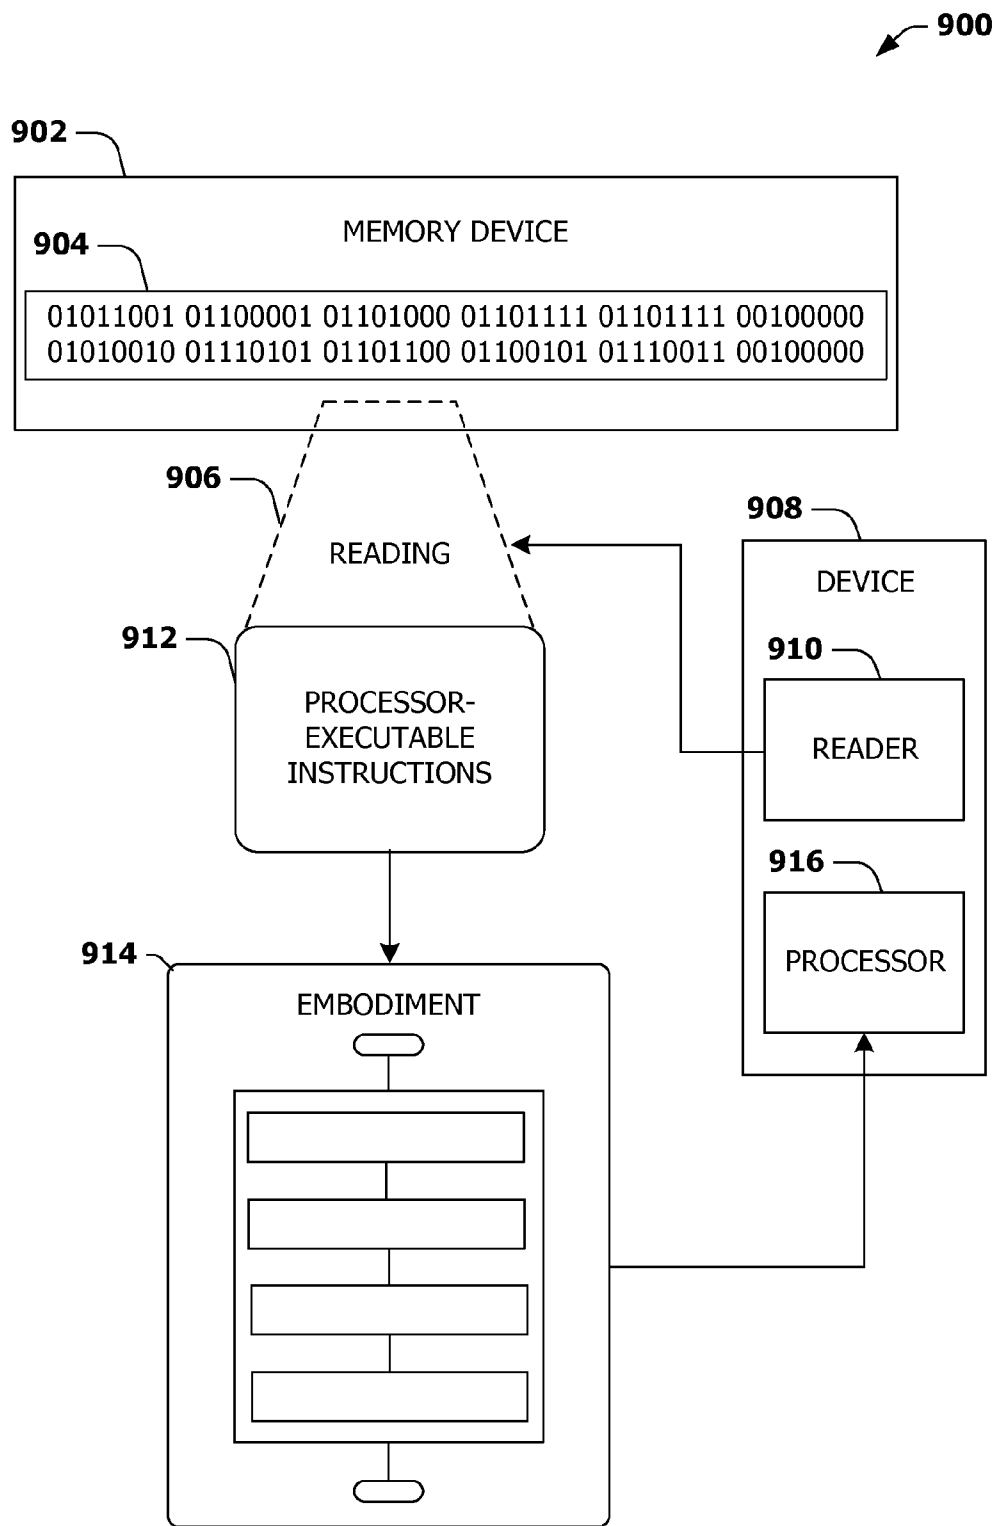 900
902
MEMORY DEVICE
904
01011001 01100001 01101000 01101111 01101111 00100000
01010010 01110101 01101100 01100101 01110011 00100000
906
READING
908
DEVICE
910
READER
912
PROCESSOR-
EXECUTABLE
INSTRUCTIONS
916
PROCESSOR
914
EMBODIMENT